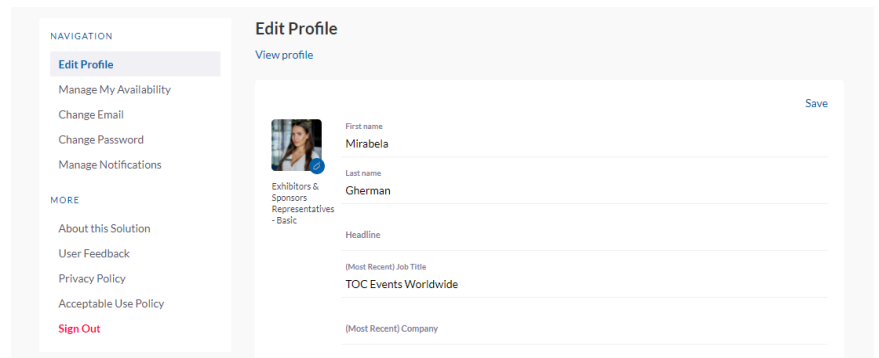 NAVIGATION
Edit Profile
Manage My Availability
Change Email
Change Password
Manage Notifications
MORE
About this Solution
User Feedback
Privacy Policy
Acceptable Use Policy
Sign Out
Edit Profile
View profile
Save
Exhibitors &
Sponsors
Representatives
- Basic
First name
Mirabela
Last name
Gherman
Headline
(Most Recent) Job Title
TOC Events Worldwide
(Most Recent) Company